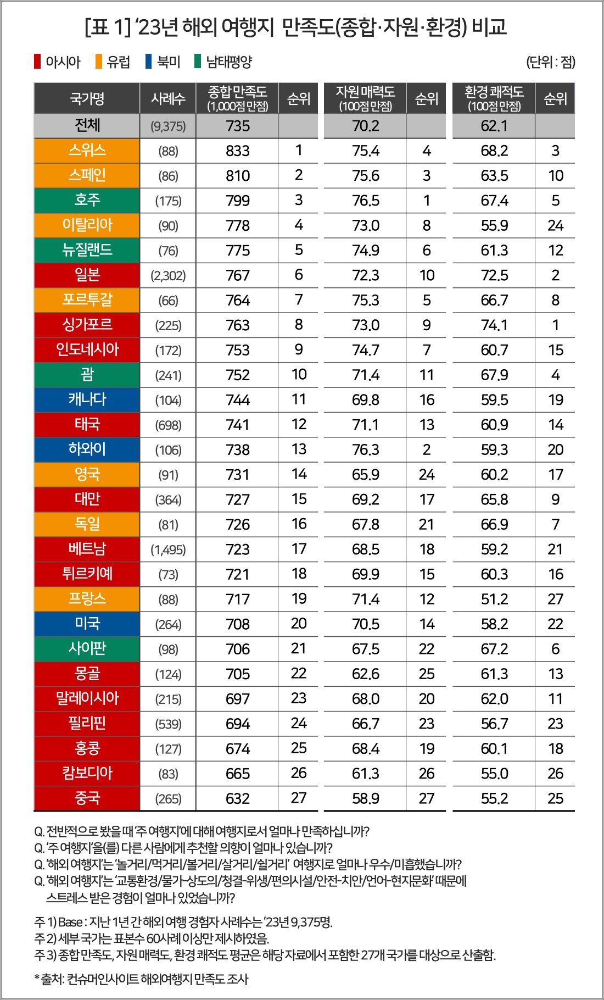 [표 1] ‘23년 해외 여행지 만족도(종합·자원·환경) 비교
아시아 유럽 북미 남태평양 (단위 : 점)
국가명 사례수 종합 만족도 (1,000점 만점) 순위 자원 매력도 (100점 만점) 순위 환경 쾌적도 (100점 만점) 순위
전체 (9,375) 735 70.2 62.1
스위스 (88) 833 1 75.4 4 68.2 3
스페인 (86) 810 2 75.6 3 63.5 10
호주 (175) 799 3 76.5 1 67.4 5
이탈리아 (90) 778 4 73.0 8 55.9 24
뉴질랜드 (76) 775 5 74.9 6 61.3 12
일본 (2,302) 767 6 72.3 10 72.5 2
포르투갈 (66) 764 7 75.3 5 66.7 8
싱가포르 (225) 763 8 73.0 9 74.1 1
인도네시아 (172) 753 9 74.7 7 60.7 15
괌 (241) 752 10 71.4 11 67.9 4
캐나다 (104) 744 11 69.8 16 59.5 19
태국 (698) 741 12 71.1 13 60.9 14
하와이 (106) 738 13 76.3 2 59.3 20
영국 (91) 731 14 65.9 24 60.2 17
대만 (364) 727 15 69.2 17 65.8 9
독일 (81) 726 16 67.8 21 66.9 7
베트남 (1,495) 723 17 68.5 18 59.2 21
튀르키예 (73) 721 18 69.9 15 60.3 16
프랑스 (88) 717 19 71.4 12 51.2 27
미국 (264) 708 20 70.5 14 58.2 22
사이판 (98) 706 21 67.5 22 67.2 6
몽골 (124) 705 22 62.6 25 61.3 13
말레이시아 (215) 697 23 68.0 20 62.0 11
필리핀 (539) 694 24 66.7 23 56.7 23
홍콩 (127) 674 25 68.4 19 60.1 18
캄보디아 (83) 665 26 61.3 26 55.0 26
중국 (265) 632 27 58.9 27 55.2 25
Q. 전반적으로 봤을 때 ‘주 여행지’에 대해 여행지로서 얼마나 만족하십니까?
Q. ‘주 여행지‘을(를) 다른 사람에게 추천할 의향이 얼마나 있습니까?
Q. ‘해외 여행지’는 ‘놀거리/먹거리/볼거리/살거리/쉴거리’ 여행지로 얼마나 우수/미흡했습니까?
Q. ‘해외 여행지’는 ‘교통환경/물가-상도의/청결-위생/편의시설/안전-치안/언어-현지문화’ 때문에
스트레스 받은 경험이 얼마나 있었습니까?
주 1) Base : 지난 1년 간 해외 여행 경험자 사례수는 ’23년 9,375명.
주 2) 세부 국가는 표본수 60사례 이상만 제시하였음.
주 3) 종합 만족도, 자원 매력도, 환경 쾌적도 평균은 해당 자료에서 포함한 27개 국가를 대상으로 산출함.
* 출처 : 컨슈머인사이트 해외여행지 만족도 조사